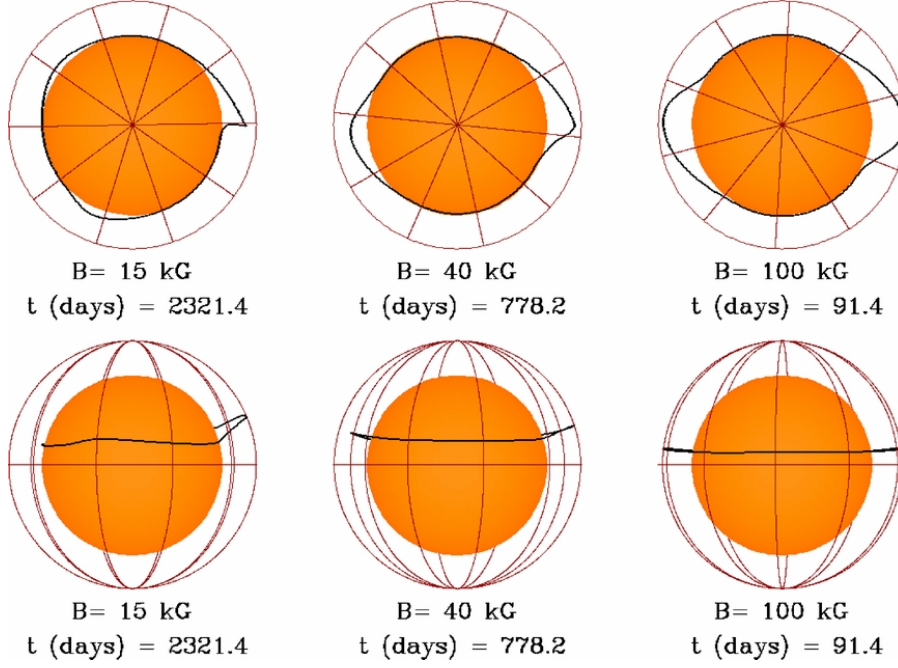 B= 15 kG B= 40 kG B= 100 kG
t (days) = 2321.4 t (days) = 778.2 t (days) = 91.4
B= 15 kG B= 40 kG B= 100 kG
t (days) = 2321.4 t (days) = 778.2 t (days) = 91.4